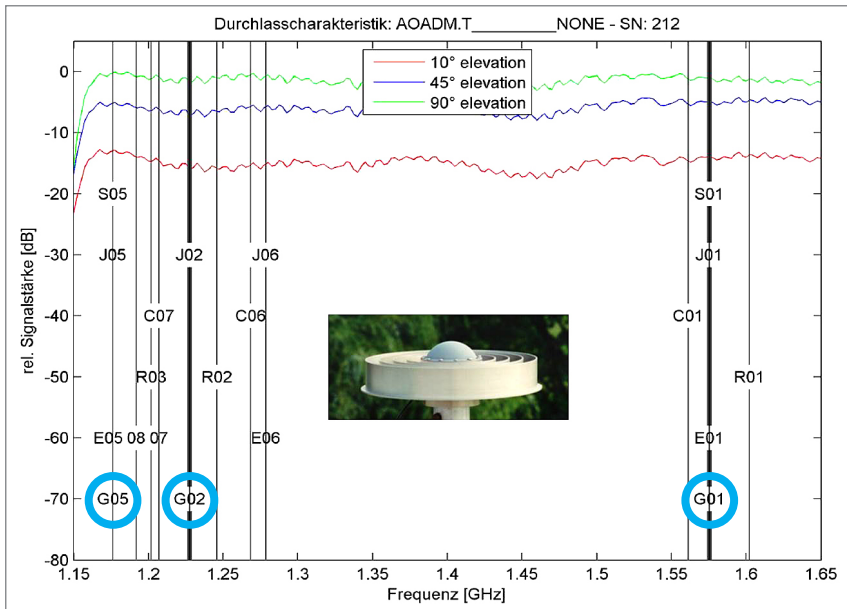 Durchlasscharakteristik: AOADM.T__________NONE - SN: 212
10° elevation
45° elevation
90° elevation
0
-10
-20
-30
-40
-50
-60
-70
-80
rel. Signalstärke [dB]
S05 S01
J05 J02 J06 J01
C07 C06 C01
R03 R02 R01
E05 08 07 E06 E01
G05 G02 G01
1.15 1.2 1.25 1.3 1.35 1.4 1.45 1.5 1.55 1.6 1.65
Frequenz [GHz]